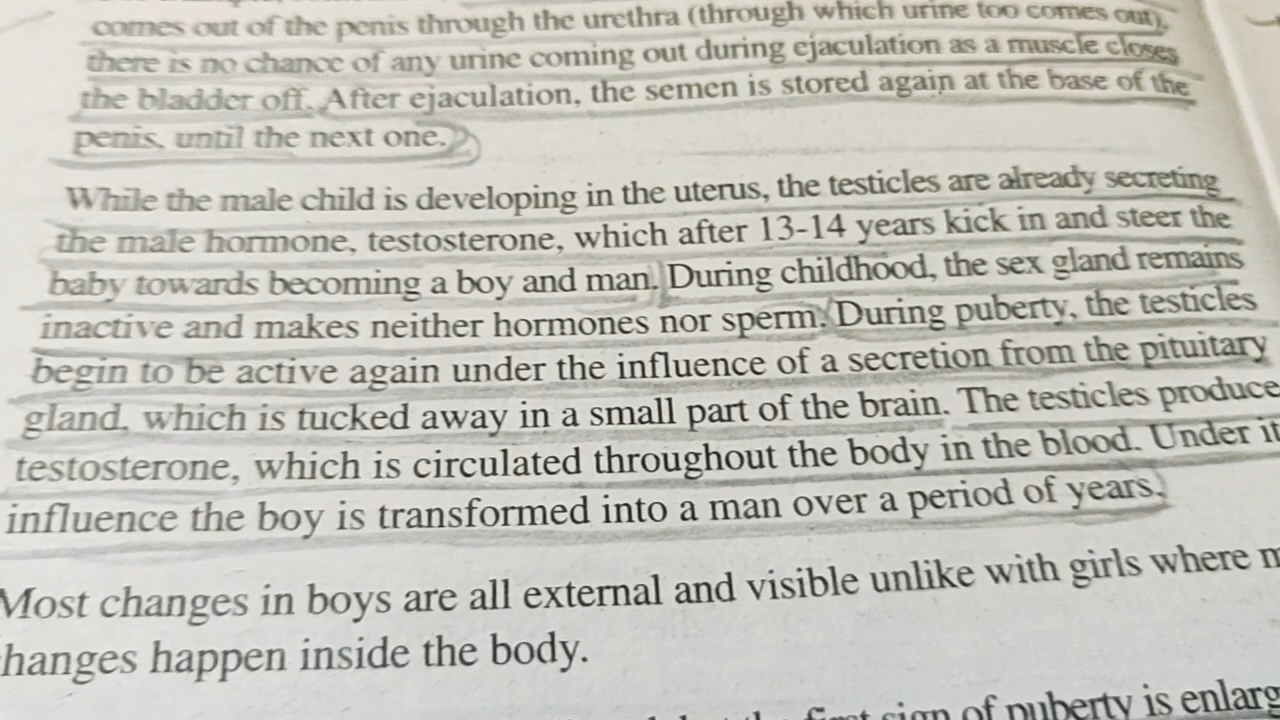 comes out of the penis through the urethra (through which urine too comes out),
there is no chance of any urine coming out during ejaculation as a muscle closes
the bladder off. After ejaculation, the semen is stored again at the base of the
penis, until the next one.
While the male child is developing in the uterus, the testicles are already secreting
the male hormone, testosterone, which after 13-14 years kick in and steer the
baby towards becoming a boy and man. During childhood, the sex gland remains
inactive and makes neither hormones nor sperm. During puberty, the testicles
begin to be active again under the influence of a secretion from the pituitary
gland, which is tucked away in a small part of the brain. The testicles produce
testosterone, which is circulated throughout the body in the blood. Under it
influence the boy is transformed into a man over a period of years.
Most changes in boys are all external and visible unlike with girls where
hanges happen inside the body.
first sign of puberty is enlarg